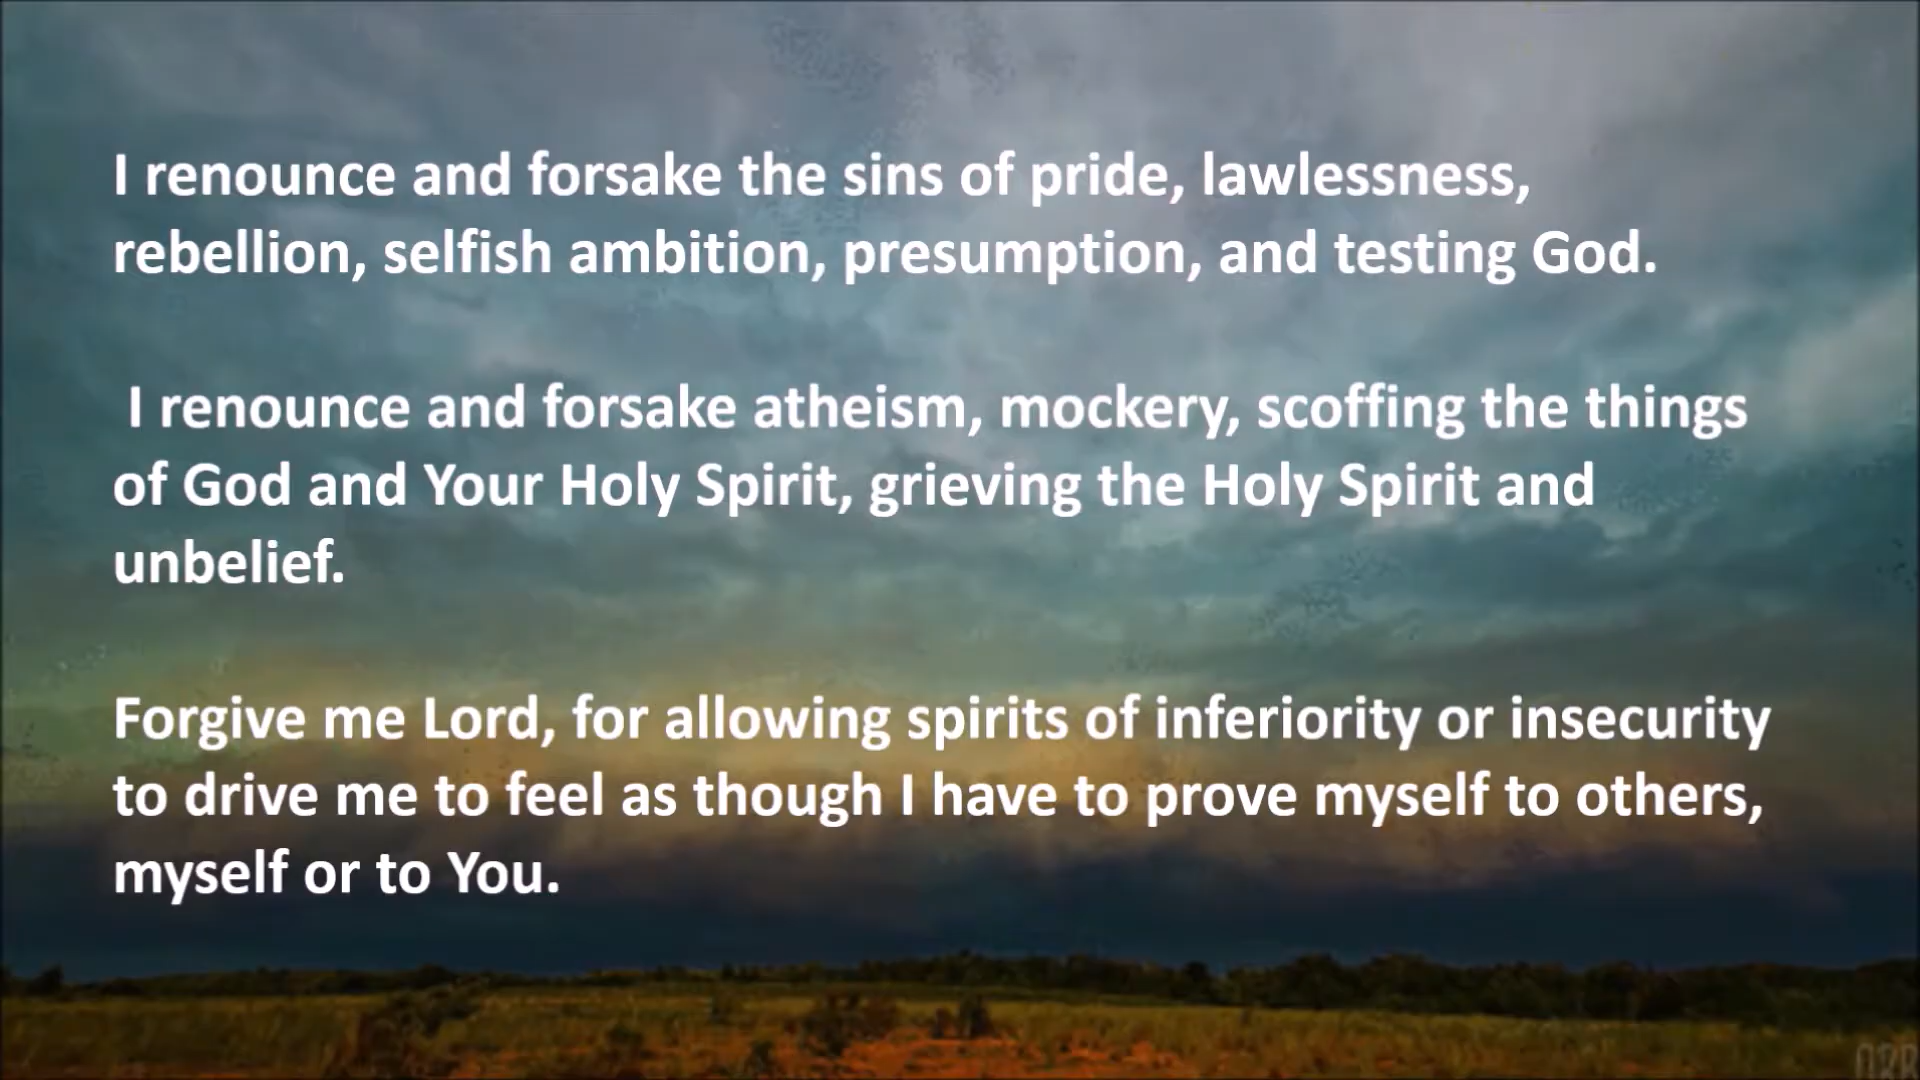 I renounce and forsake the sins of pride, lawlessness,
rebellion, selfish ambition, presumption, and testing God.
I renounce and forsake atheism, mockery, scoffing the things
of God and Your Holy Spirit, grieving the Holy Spirit and
unbelief.
Forgive me Lord, for allowing spirits of inferiority or insecurity
to drive me to feel as though I have to prove myself to others,
myself or to You.